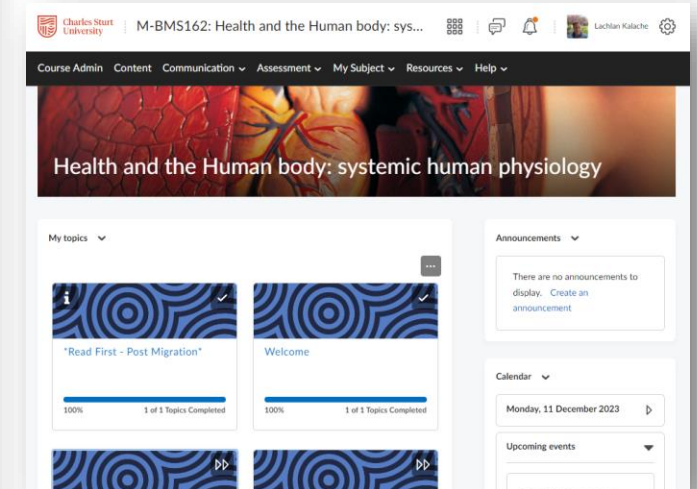 Charles Sturt
University
M-BMS162: Health and the Human body: sys...
Lachlan Kalache
Course Admin Content Communication Assessment My Subject Resources Help
Health and the Human body: systemic human physiology
My topics
"Read First - Post Migration"
100% 1 of 1 Topics Completed
Welcome
100% 1 of 1 Topics Completed
Announcements
There are no announcements to
display. Create an
announcement
Calendar
Monday, 11 December 2023
Upcoming events